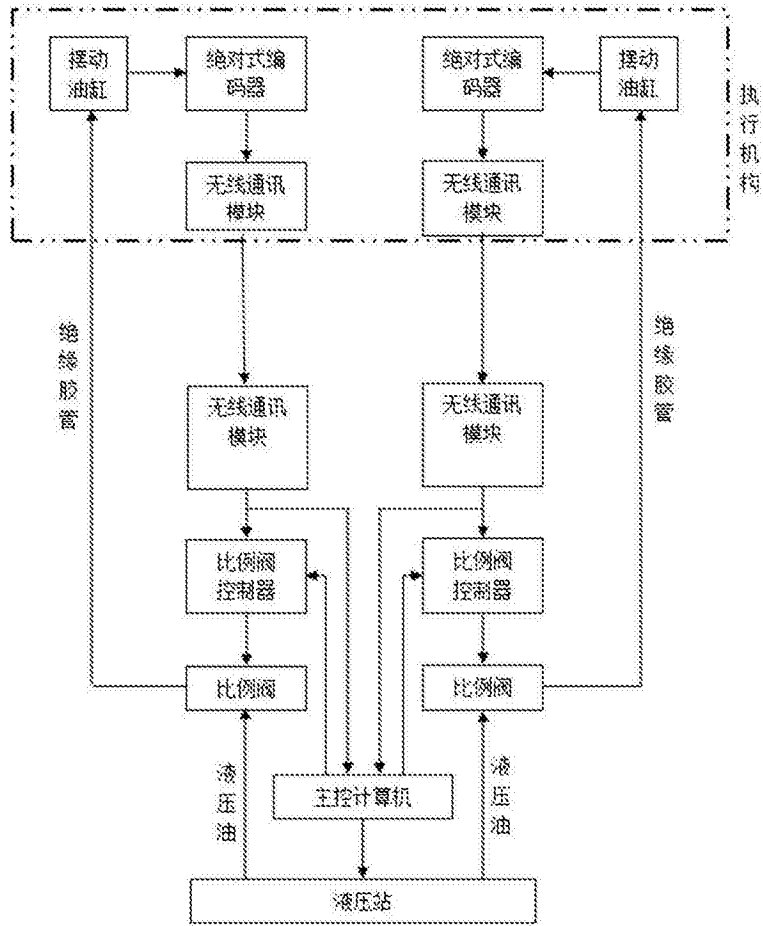 摆动
油缸
绝对式编
码器
绝对式编
码器
摆动
油缸
执行机构
无线通讯
模块
无线通讯
模块
绝缘胶管
绝缘胶管
无线通讯
模块
无线通讯
模块
比例阀
控制器
比例阀
控制器
比例阀
比例阀
液压油
液压油
主控计算机
液压站